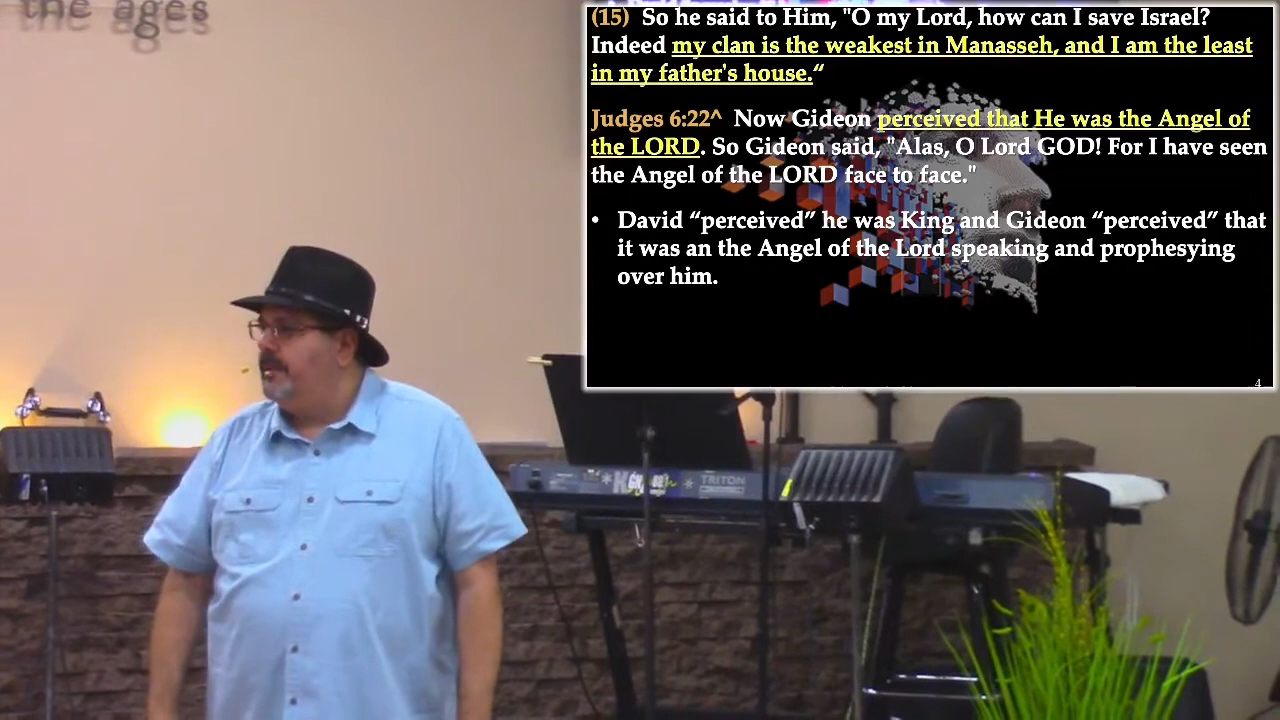 the ages
(15) So he said to Him, "O my Lord, how can I save Israel?
Indeed my clan is the weakest in Manasseh, and I am the least
in my father's house.“
Judges 6:22^ Now Gideon perceived that He was the Angel of
the LORD. So Gideon said, "Alas, O Lord GOD! For I have seen
the Angel of the LORD face to face."
• David “perceived” he was King and Gideon “perceived” that
it was an the Angel of the Lord speaking and prophesying
over him.
4
TRITON